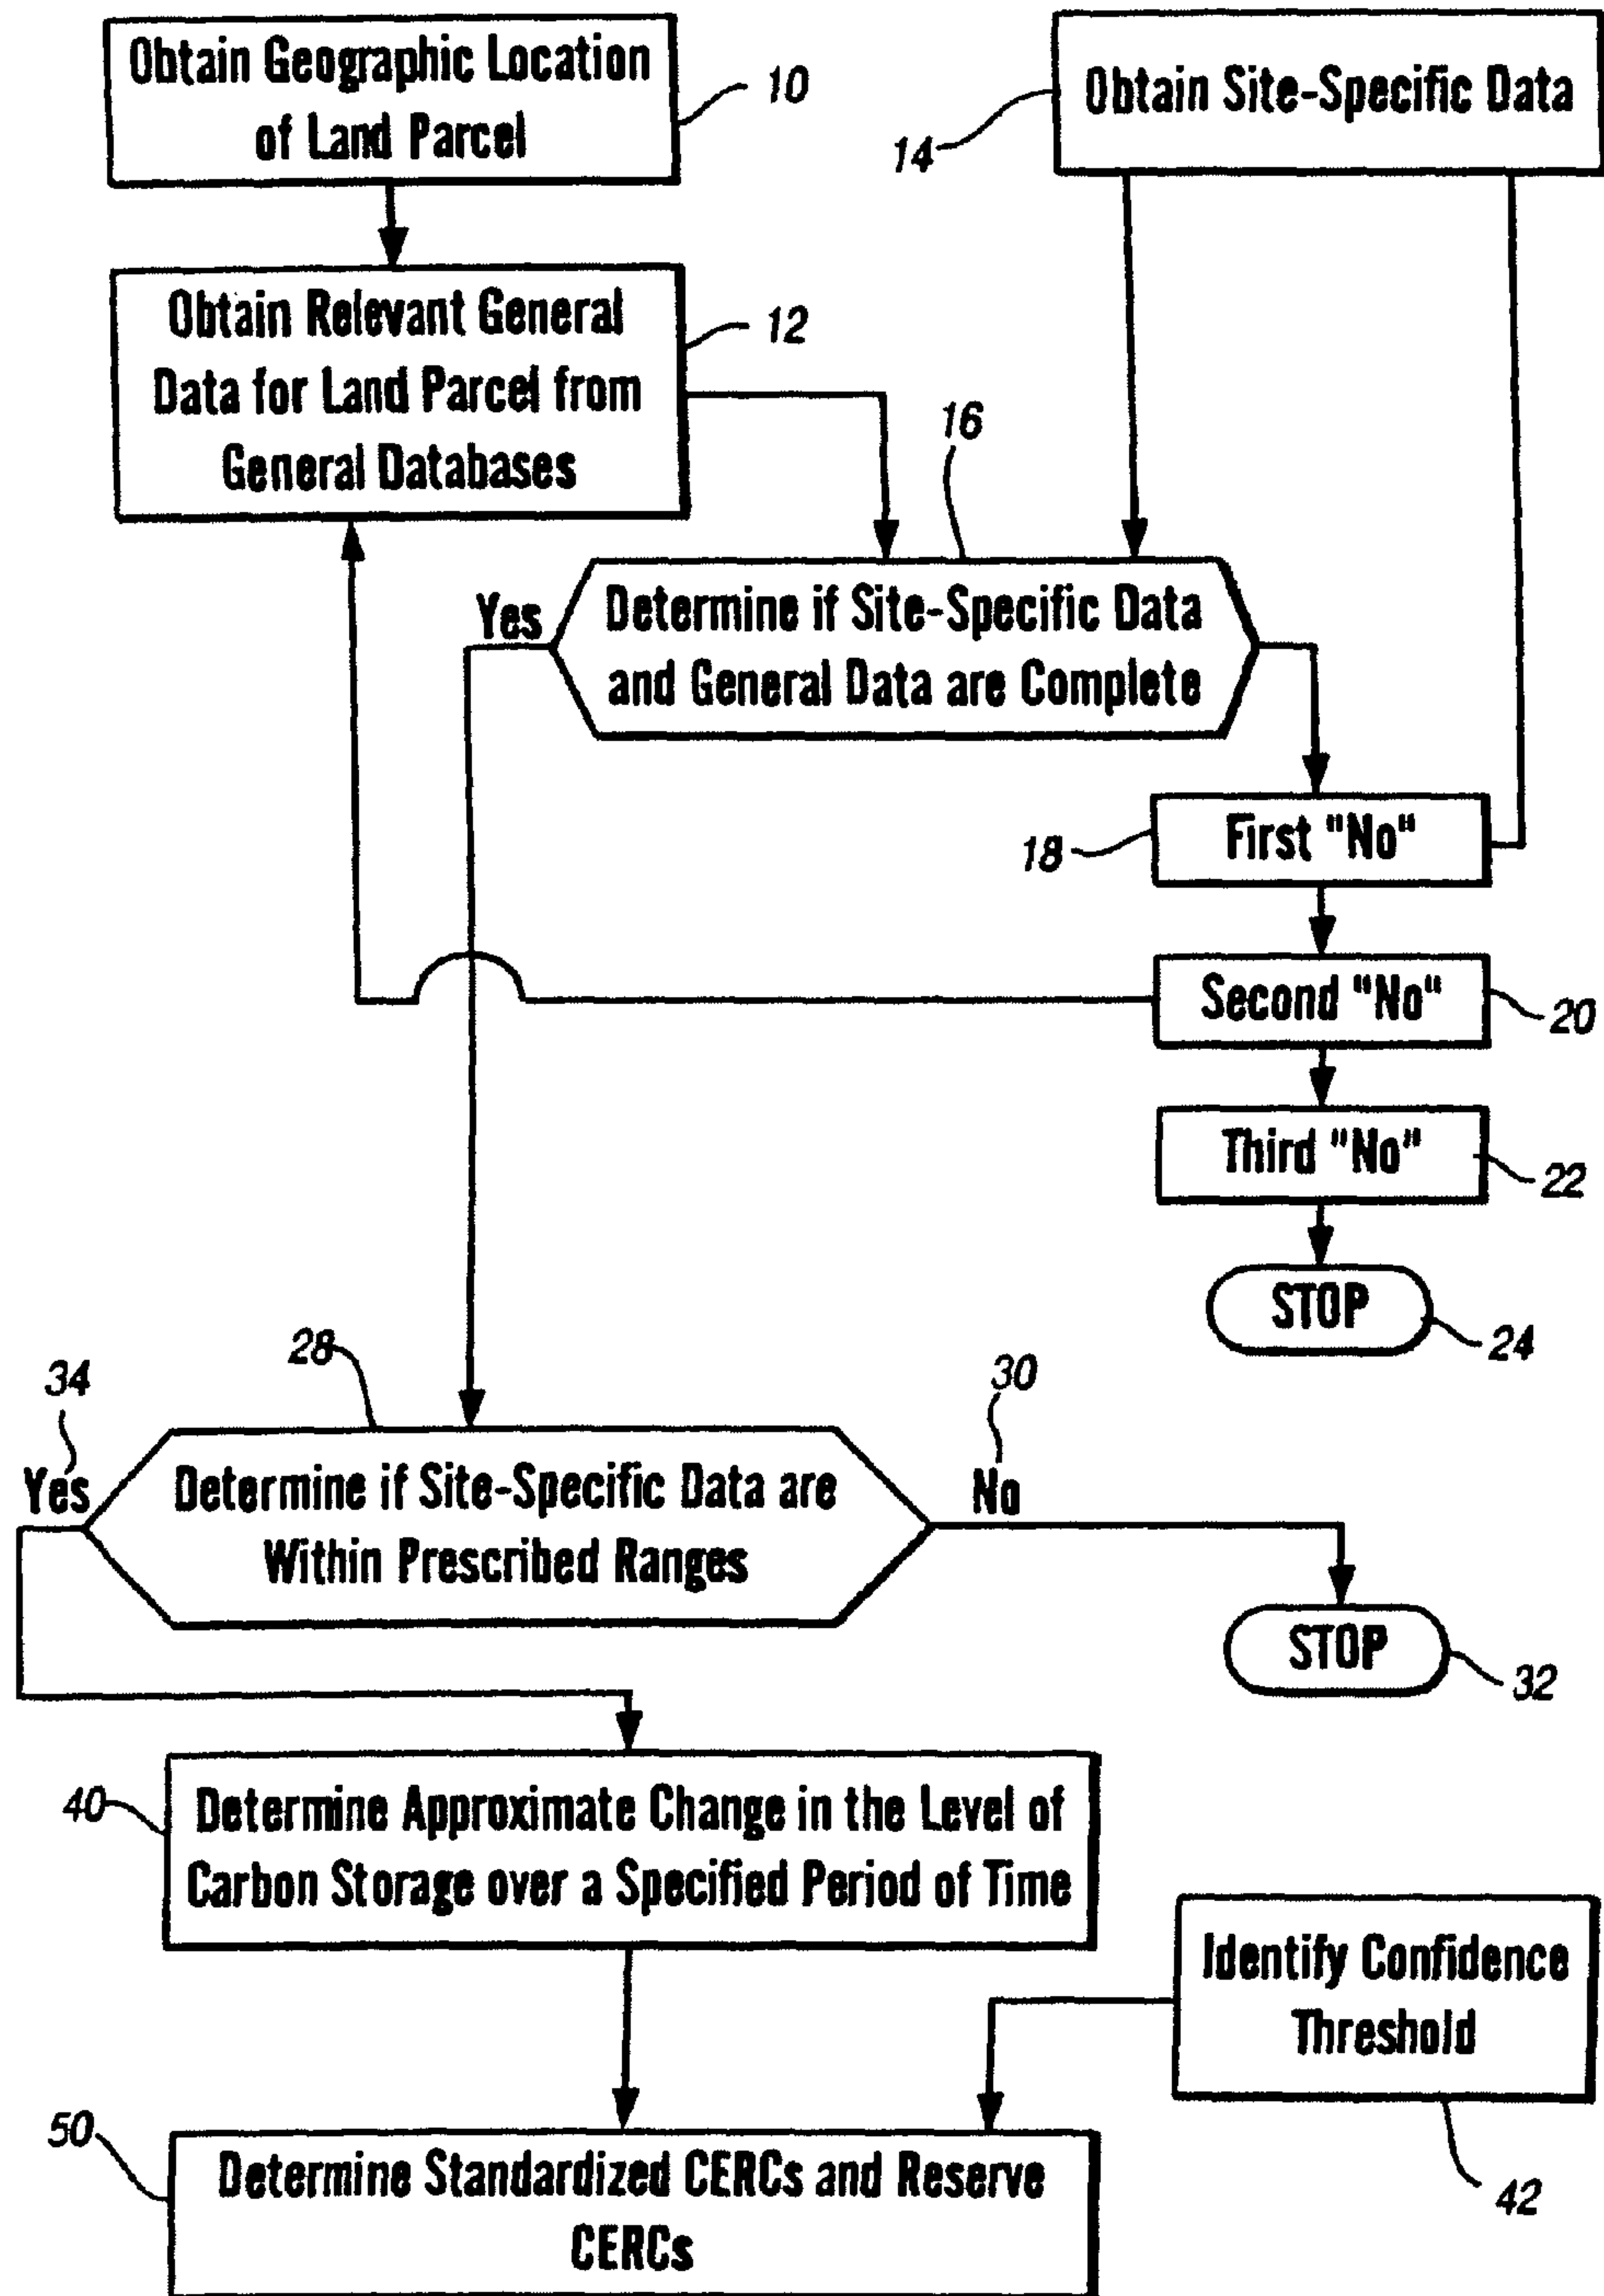 Obtain Geographic Location
of Land Parcel
10
Obtain Site-Specific Data
14
Obtain Relevant General
Data for Land Parcel from
General Databases
12
16
Yes
Determine if Site-Specific Data
and General Data are Complete
First "No"
18
Second "No"
20
Third "No"
22
STOP
24
28
34
30
Yes
Determine if Site-Specific Data are
Within Prescribed Ranges
No
STOP
32
40
Determine Approximate Change in the Level of
Carbon Storage over a Specified Period of Time
Identify Confidence
Threshold
42
50
Determine Standardized CERCs and Reserve
CERCs